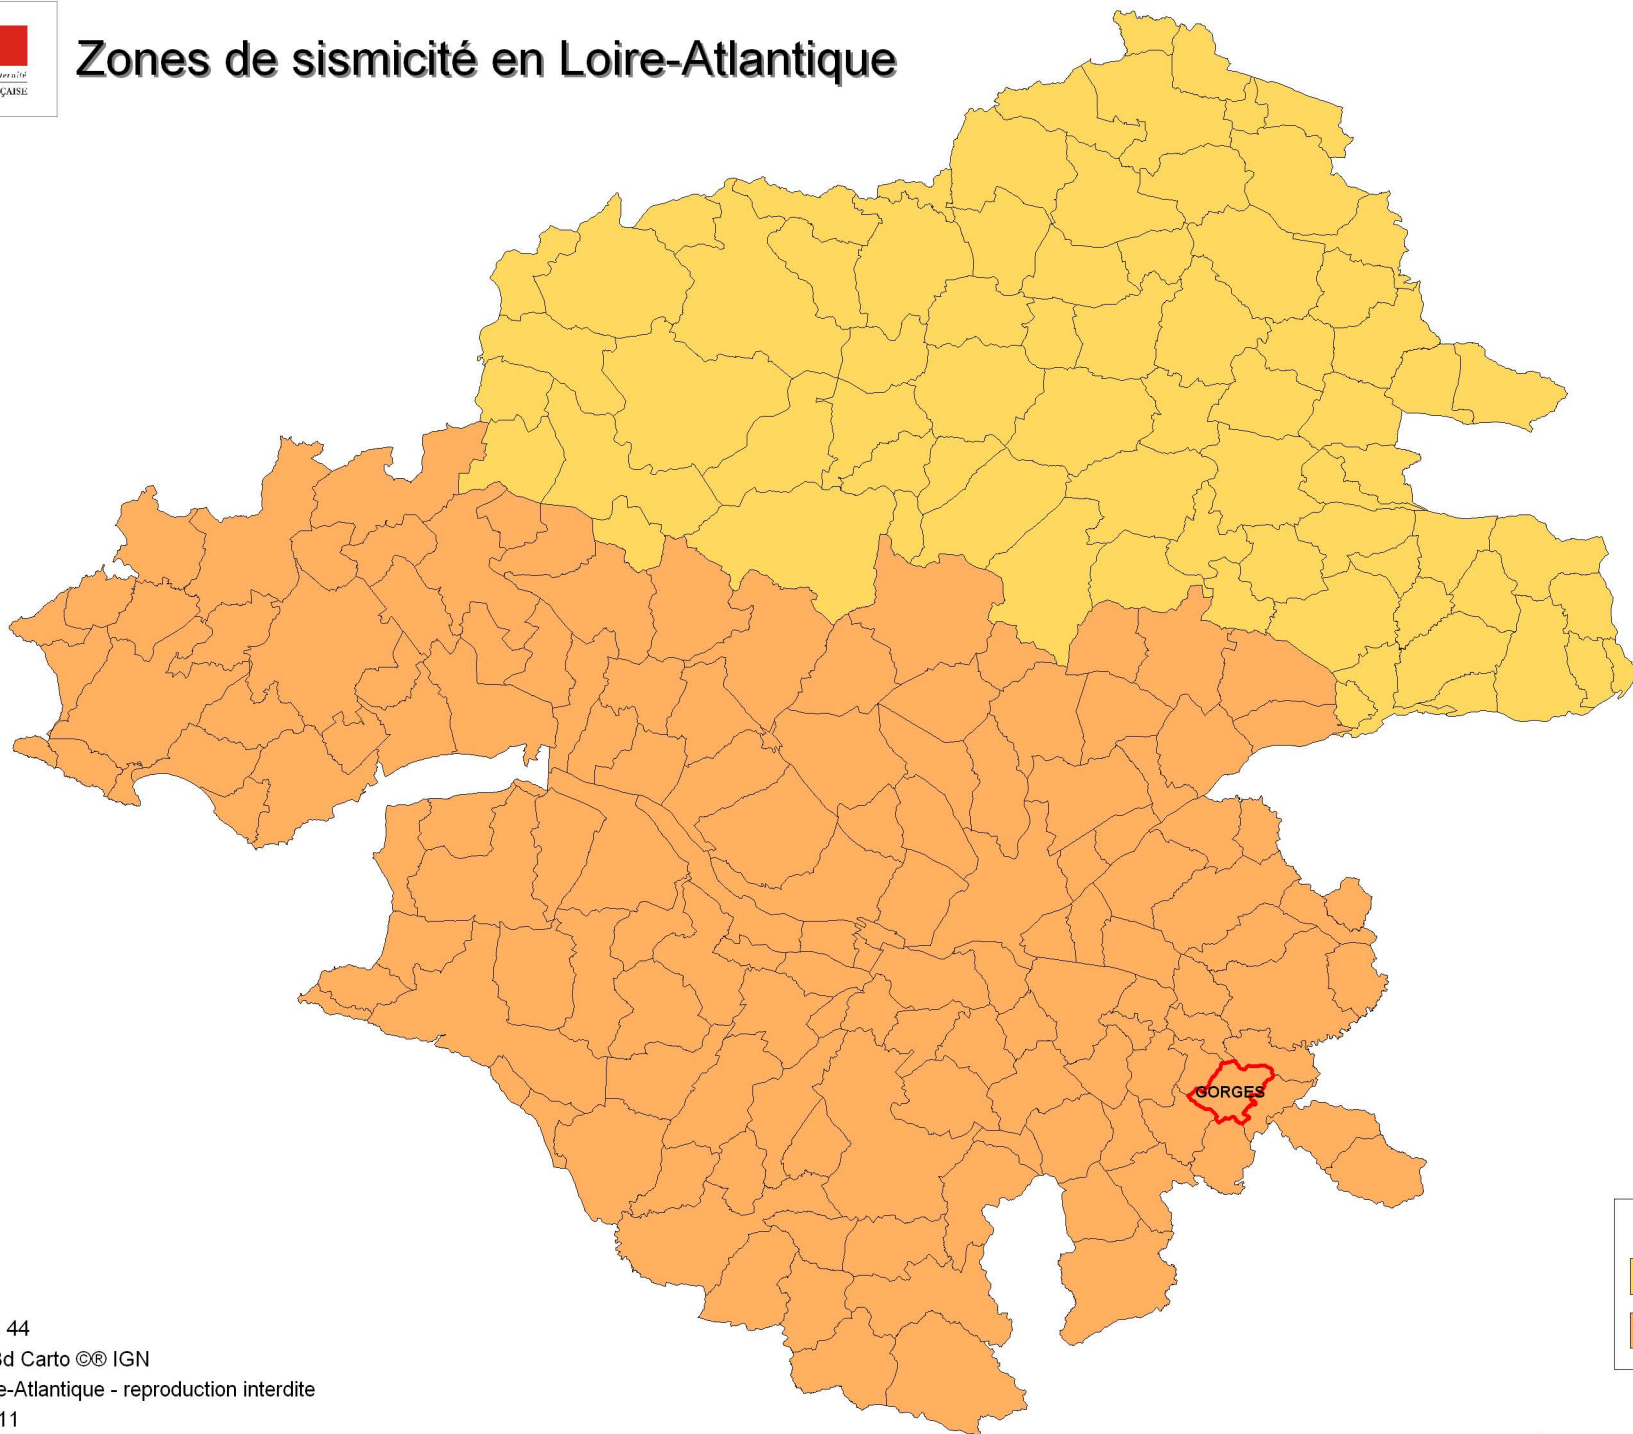 Zones de sismicité en Loire-Atlantique
GORGES
44
Carto ©® IGN
-Atlantique - reproduction interdite
11